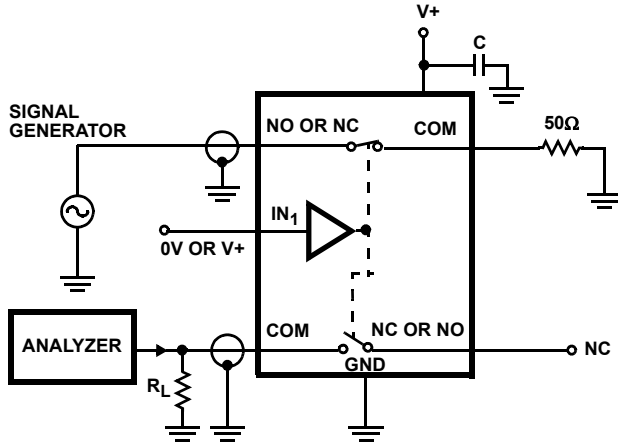 V+
C
SIGNAL
GENERATOR
NO OR NC
COM
50Ω
IN1
0V OR V+
COM
NC OR NO
ANALYZER
NC
GND
RL